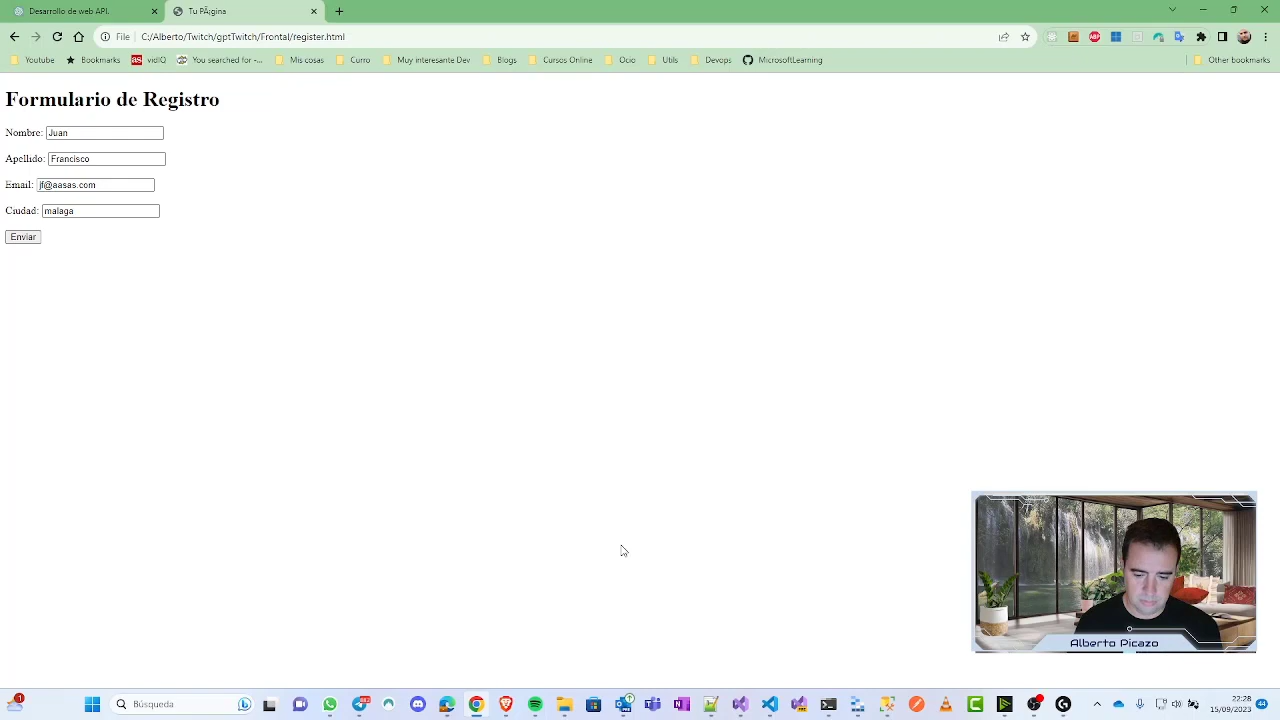 Desarrollo de web API.
Tu PÃ¡gina
File C:/Alberto/Twitch/gptTwitch/Frontal/register.html
Youtube Bookmarks vidIQ You searched for -... Mis cosas Curro Muy interesante Dev Blogs Cursos Online Ocio Utils Devops MicrosoftLearning Other bookmarks
Formulario de Registro
Nombre: Juan
Apellido: Francisco
Email: jf@aasas.com
Ciudad: malaga
Enviar
Alberto Picazo
Búsqueda
22:28
15/09/2023